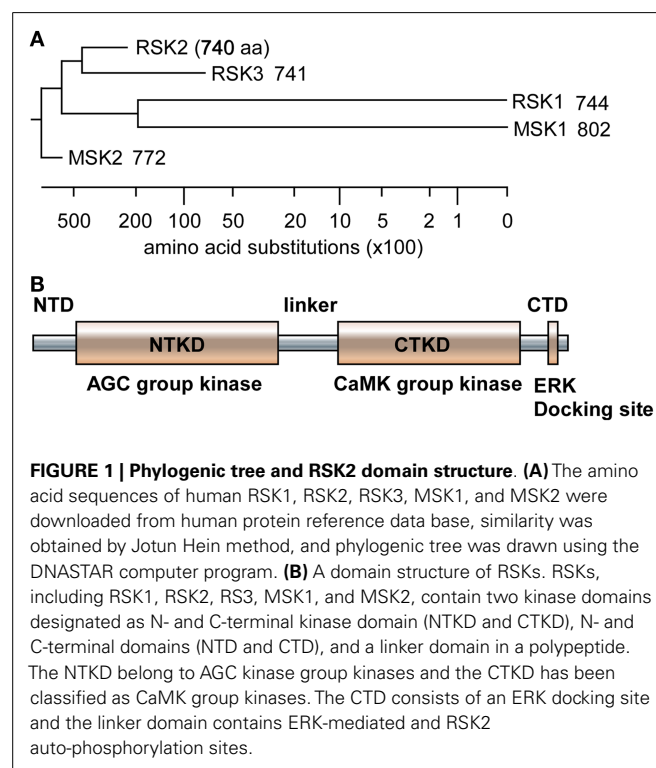 A
RSK2 (740 aa)
RSK3 741
RSK1 744
MSK1 802
MSK2 772
500 200 100 50 20 10 5 2 1 0
amino acid substitutions (x100)
B
NTD linker CTD
NTKD CTKD
AGC group kinase CaMK group kinase ERK
Docking site
FIGURE 1 | Phylogenic tree and RSK2 domain structure. (A) The amino
acid sequences of human RSK1, RSK2, RSK3, MSK1, and MSK2 were
downloaded from human protein reference data base, similarity was
obtained by Jotun Hein method, and phylogenic tree was drawn using the
DNASTAR computer program. (B) A domain structure of RSKs. RSKs,
including RSK1, RSK2, RS3, MSK1, and MSK2, contain two kinase domains
designated as N- and C-terminal kinase domain (NTKD and CTKD), N- and
C-terminal domains (NTD and CTD), and a linker domain in a polypeptide.
The NTKD belong to AGC kinase group kinases and the CTKD has been
classified as CaMK group kinases. The CTD consists of an ERK docking site
and the linker domain contains ERK-mediated and RSK2
auto-phosphorylation sites.